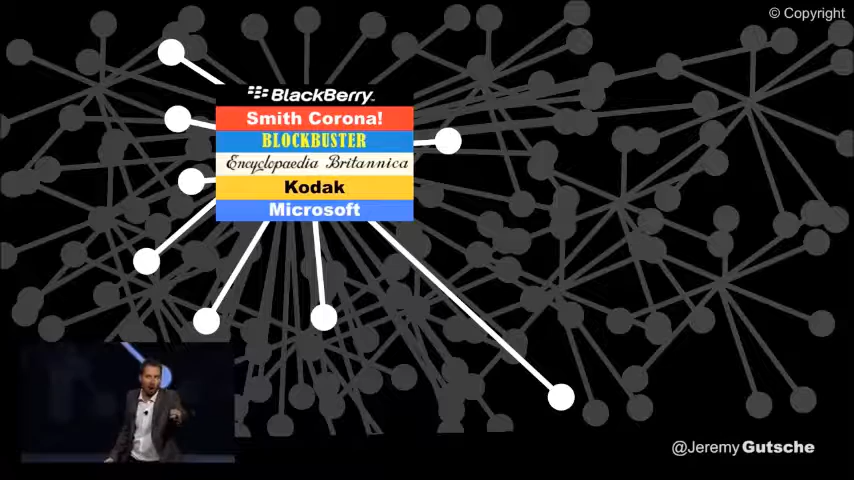 © Copyright
BlackBerry
Smith Corona!
BLOCKBUSTER
Encyclopaedia Britannica
Kodak
Microsoft
@JeremyGutsche